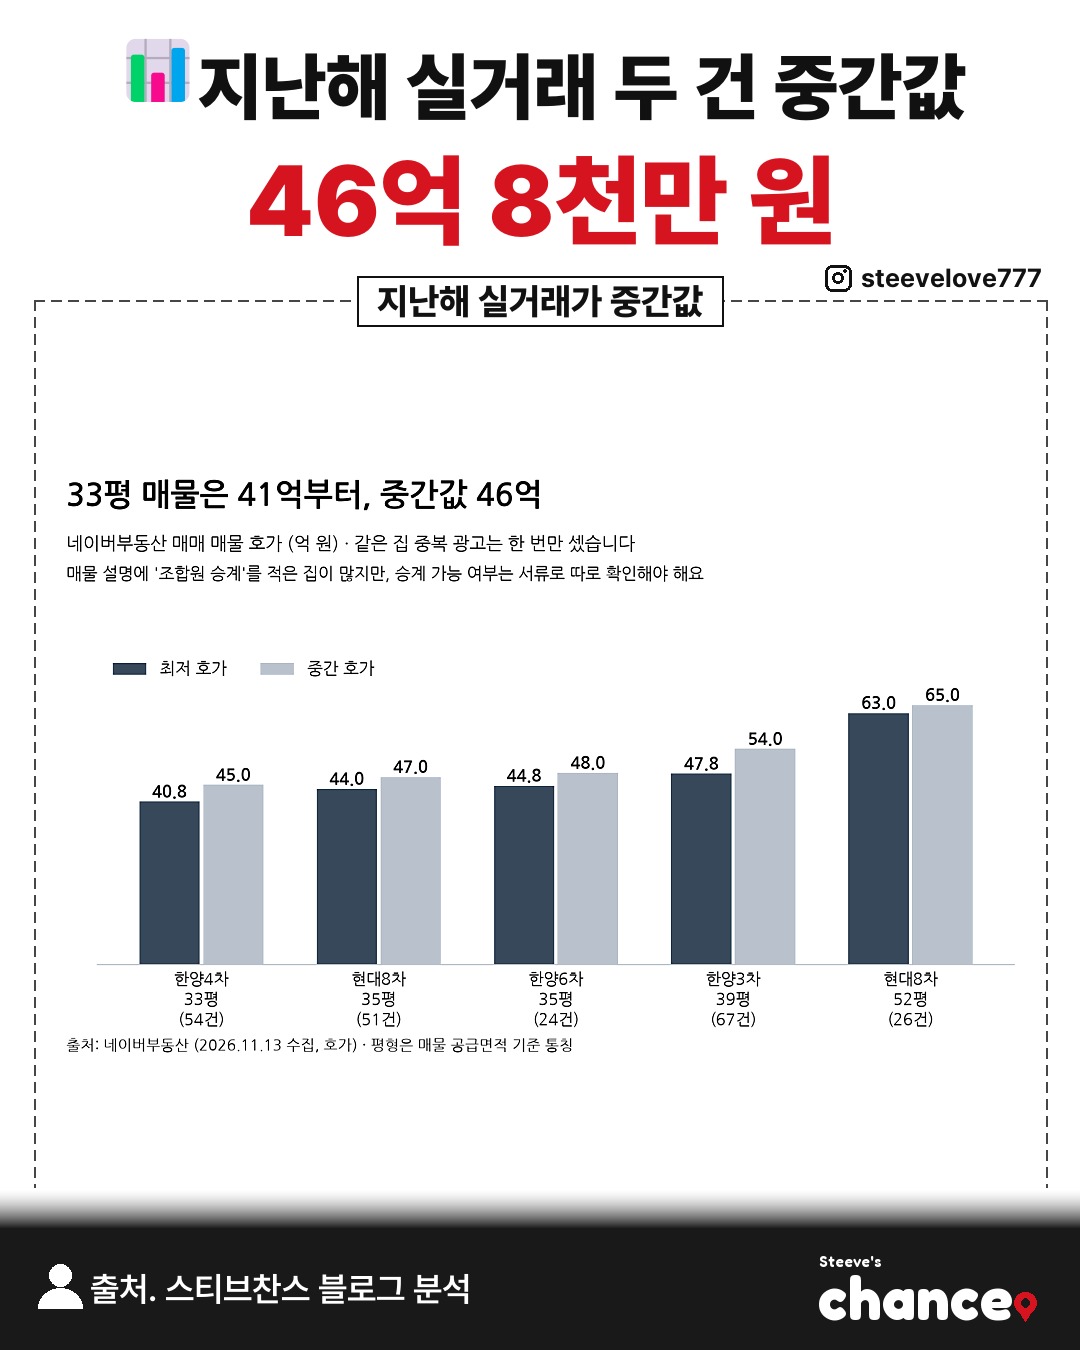 지난해 실거래 두 건 중간값
46억 8천만 원
steevelove777
지난해 실거래가 중간값
33평 매물은 41억부터, 중간값 46억
네이버부동산 매매 매물 호가 (억 원) · 같은 집 중복 광고는 한 번만 셌습니다
매물 설명에 '조합원 승계'를 적은 집이 많지만, 승계 가능 여부는 서류로 따로 확인해야 해요
최저 호가 중간 호가
40.8 45.0 44.0 47.0 44.8 48.0 47.8 54.0 63.0 65.0
한양4차 현대8차 한양6차 한양3차 현대8차
33평 35평 35평 39평 52평
(54건) (51건) (24건) (67건) (26건)
출처: 네이버부동산 (2026.11.13 수집, 호가) · 평형은 매물 공급면적 기준 통칭
출처. 스티브찬스 블로그 분석
Steeve's
chance